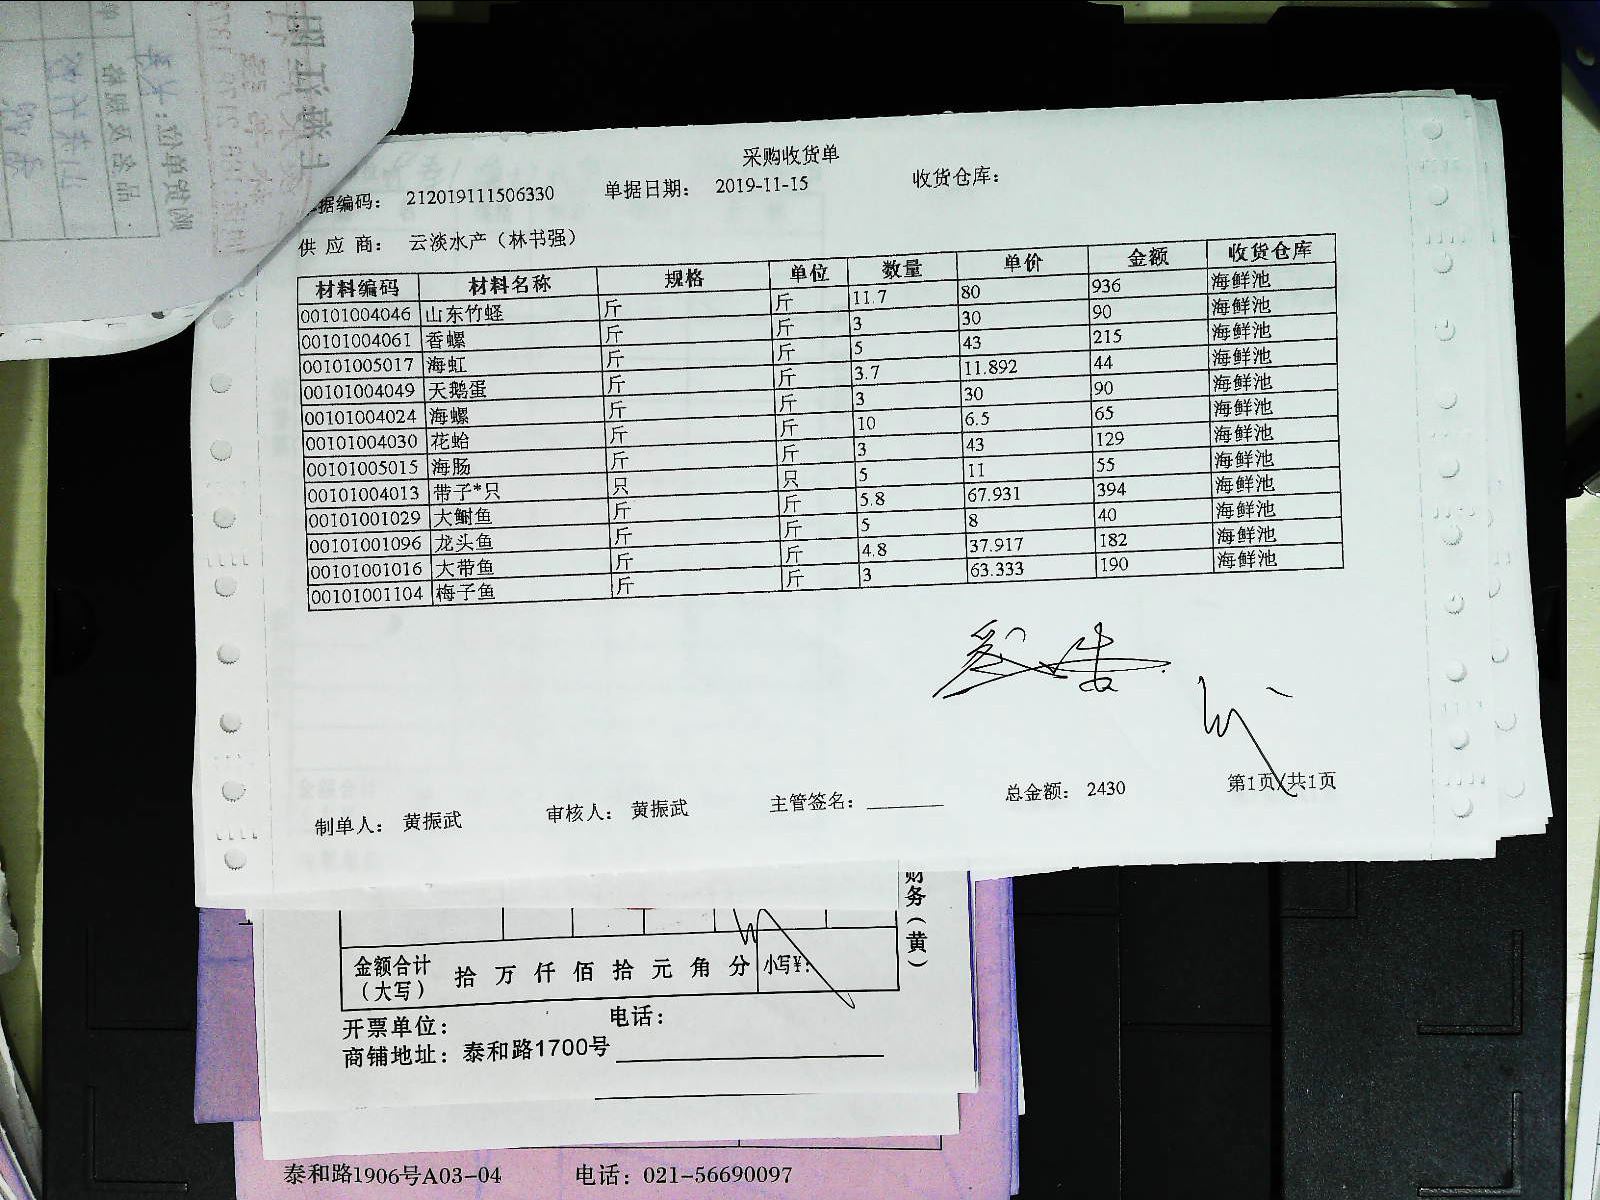 采购收货单
据编码: 212019111506330 单据日期: 2019-11-15 收货仓库:
供应商: 云淡水产(林书强)
材料编码 材料名称 规格 单位 数量 单价 金额 收货仓库
00101004046 山东竹蛏 斤 斤 11.7 80 936 海鲜池
00101004061 香螺 斤 斤 3 30 90 海鲜池
00101005017 海虹 斤 斤 5 43 215 海鲜池
00101004049 天鹅蛋 斤 斤 3.7 11.892 44 海鲜池
00101004024 海螺 斤 斤 3 30 90 海鲜池
00101004030 花蛤 斤 斤 10 6.5 65 海鲜池
00101005015 海肠 斤 斤 3 43 129 海鲜池
00101004013 带子*只 只 只 5 11 55 海鲜池
00101001029 大鲥鱼 斤 斤 5.8 67.931 394 海鲜池
00101001096 龙头鱼 斤 斤 5 8 40 海鲜池
00101001016 大带鱼 斤 斤 4.8 37.917 182 海鲜池
00101001104 梅子鱼 斤 斤 3 63.333 190 海鲜池
制单人: 黄振武 审核人: 黄振武 主管签名: 总金额: 2430 第1页/共1页
财务(黄)
金额合计(大写) 拾 万 仟 佰 拾 元 角 分 小写¥:
开票单位: 电话:
商铺地址: 泰和路1700号
泰和路1906号A03-04 电话: 021-56690097